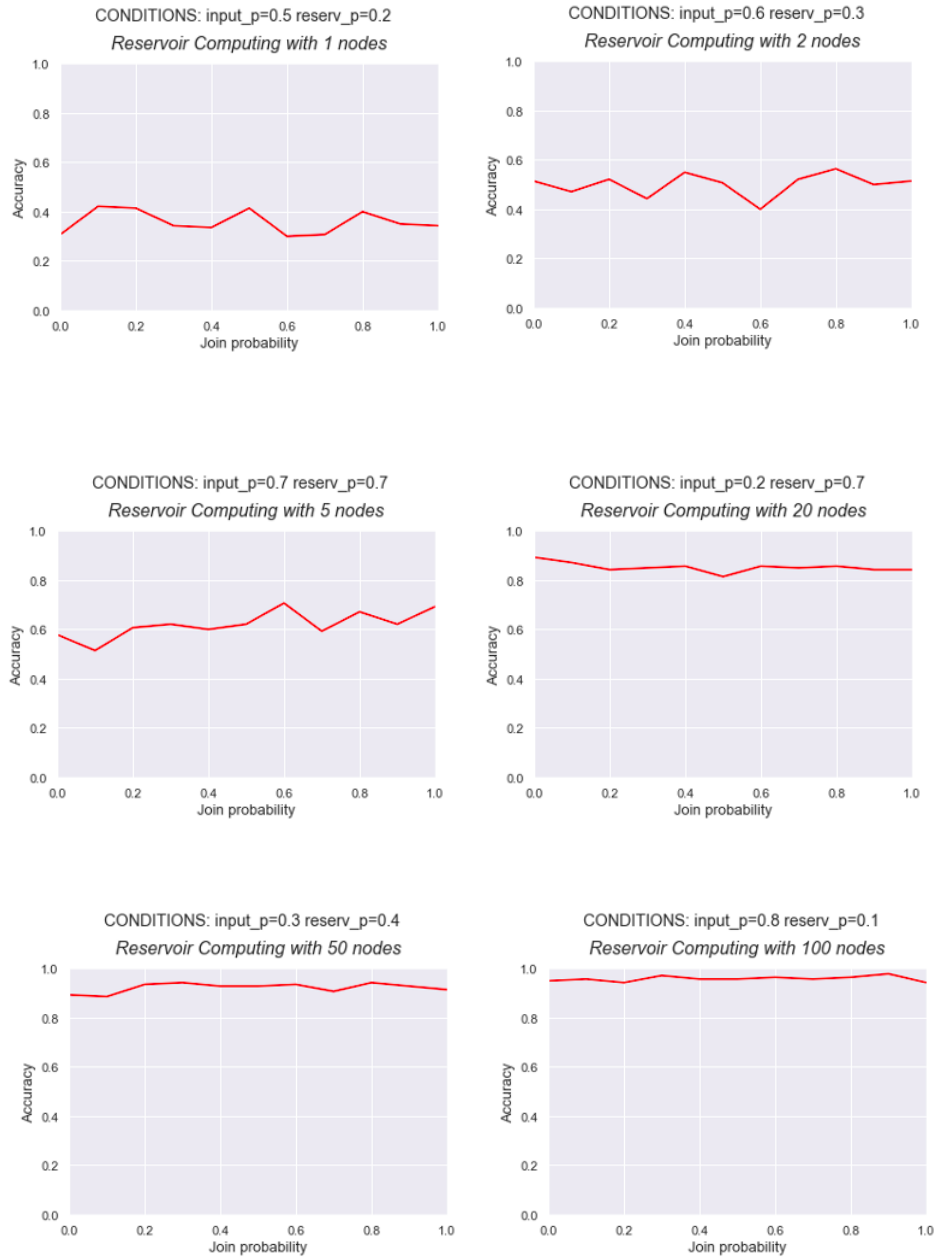 CONDITIONS: input_p=0.5 reserv_p=0.2
Reservoir Computing with 1 nodes
1.0
0.8
0.6
0.4
0.2
0.0
Accuracy
0.0 0.2 0.4 0.6 0.8 1.0
Join probability
CONDITIONS: input_p=0.6 reserv_p=0.3
Reservoir Computing with 2 nodes
1.0
0.8
0.6
0.4
0.2
0.0
Accuracy
0.0 0.2 0.4 0.6 0.8 1.0
Join probability
CONDITIONS: input_p=0.7 reserv_p=0.7
Reservoir Computing with 5 nodes
1.0
0.8
0.6
0.4
0.2
0.0
Accuracy
0.0 0.2 0.4 0.6 0.8 1.0
Join probability
CONDITIONS: input_p=0.2 reserv_p=0.7
Reservoir Computing with 20 nodes
1.0
0.8
0.6
0.4
0.2
0.0
Accuracy
0.0 0.2 0.4 0.6 0.8 1.0
Join probability
CONDITIONS: input_p=0.3 reserv_p=0.4
Reservoir Computing with 50 nodes
1.0
0.8
0.6
0.4
0.2
0.0
Accuracy
0.0 0.2 0.4 0.6 0.8 1.0
Join probability
CONDITIONS: input_p=0.8 reserv_p=0.1
Reservoir Computing with 100 nodes
1.0
0.8
0.6
0.4
0.2
0.0
Accuracy
0.0 0.2 0.4 0.6 0.8 1.0
Join probability